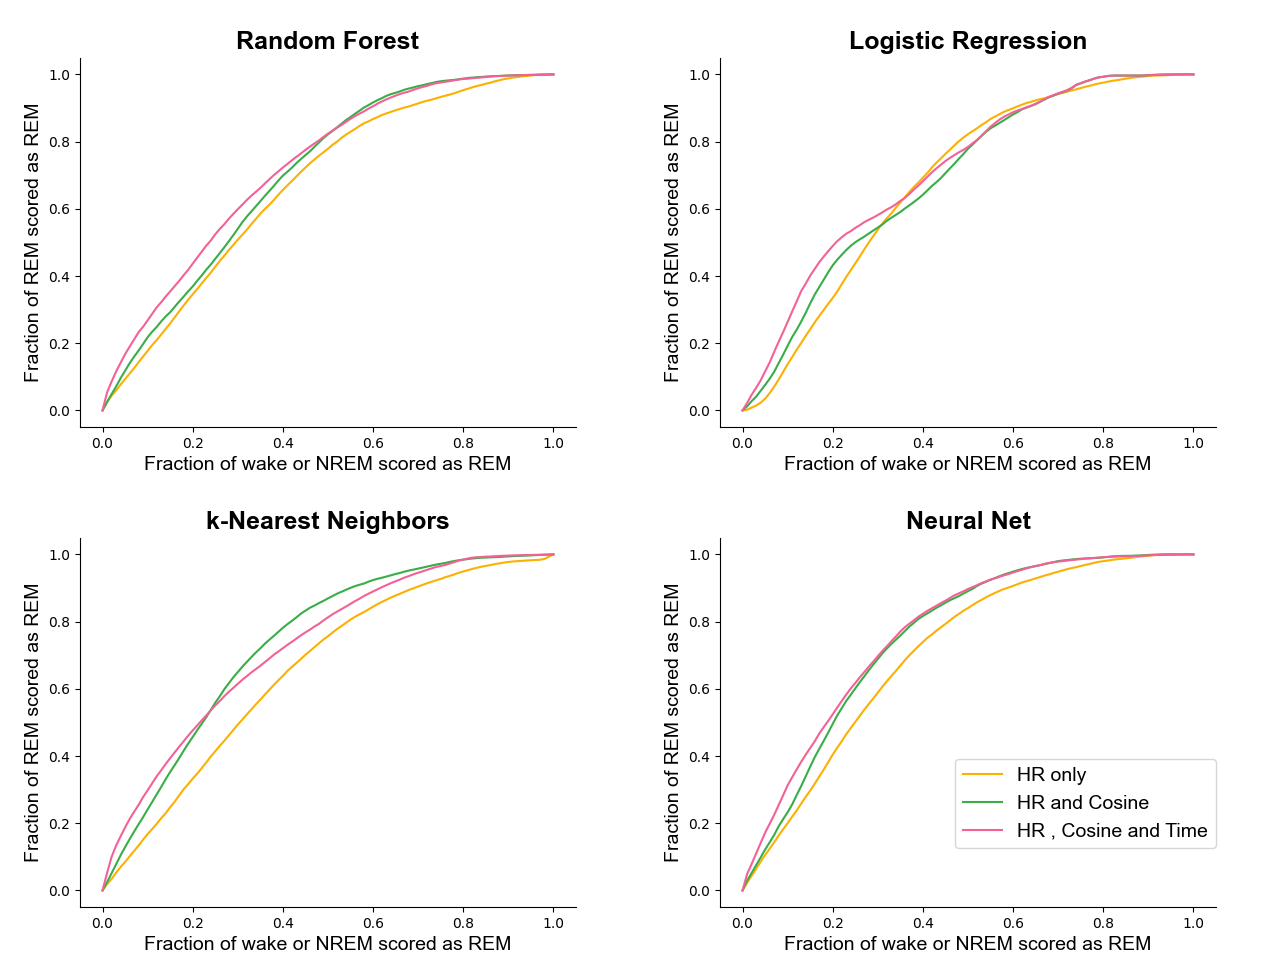 Random Forest
1.0
0.8
0.6
0.4
0.2
0.0
Fraction of REM scored as REM
0.0 0.2 0.4 0.6 0.8 1.0
Fraction of wake or NREM scored as REM
Logistic Regression
1.0
0.8
0.6
0.4
0.2
0.0
Fraction of REM scored as REM
0.0 0.2 0.4 0.6 0.8 1.0
Fraction of wake or NREM scored as REM
k-Nearest Neighbors
1.0
0.8
0.6
0.4
0.2
0.0
Fraction of REM scored as REM
0.0 0.2 0.4 0.6 0.8 1.0
Fraction of wake or NREM scored as REM
Neural Net
1.0
0.8
0.6
0.4
0.2
0.0
Fraction of REM scored as REM
HR only
HR and Cosine
HR , Cosine and Time
0.0 0.2 0.4 0.6 0.8 1.0
Fraction of wake or NREM scored as REM